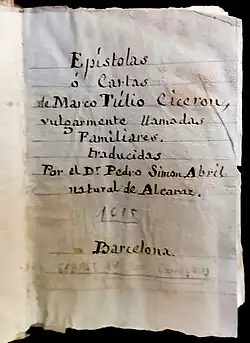 Epístolas
ó Cartas
de Marco Túlio Ciceron,
vulgarmente llamadas
Familiares.
traducidas
Por el Dr. Pedro Simon Abril
natural de Alcaraz.
1615
Barcelona.